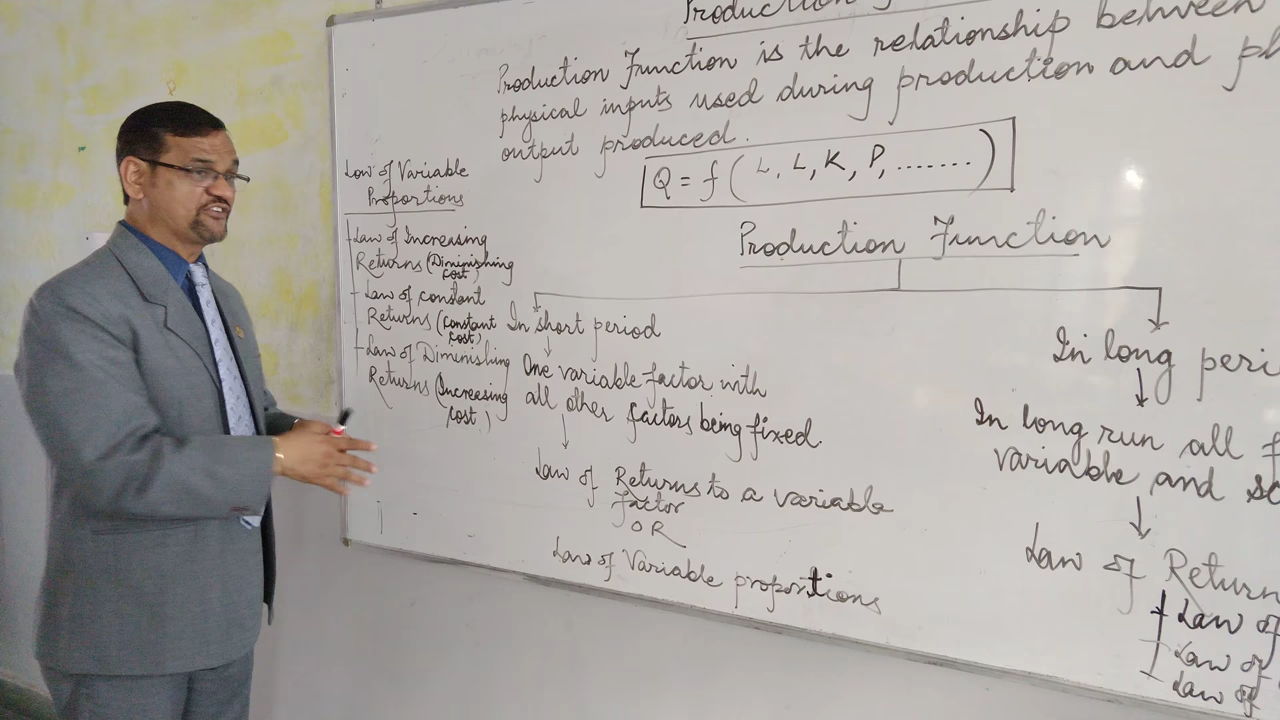 Production
Production Function is the relationship between
physical inputs used during production and
output produced.
Q = f ( L, L, K, P, ....... )
Law of Variable
Proportions
Law of Increasing
Returns (Diminishing
cost)
Law of constant
Returns (constant
cost)
Law of Diminishing
Returns (Increasing
cost)
Production Function
In short period
One variable factor with
all other factors being fixed.
Law of Returns to a variable
factor
OR
Law of Variable proportions
In long
In long run all
variable and
Law of
Law of
Law of
Law of